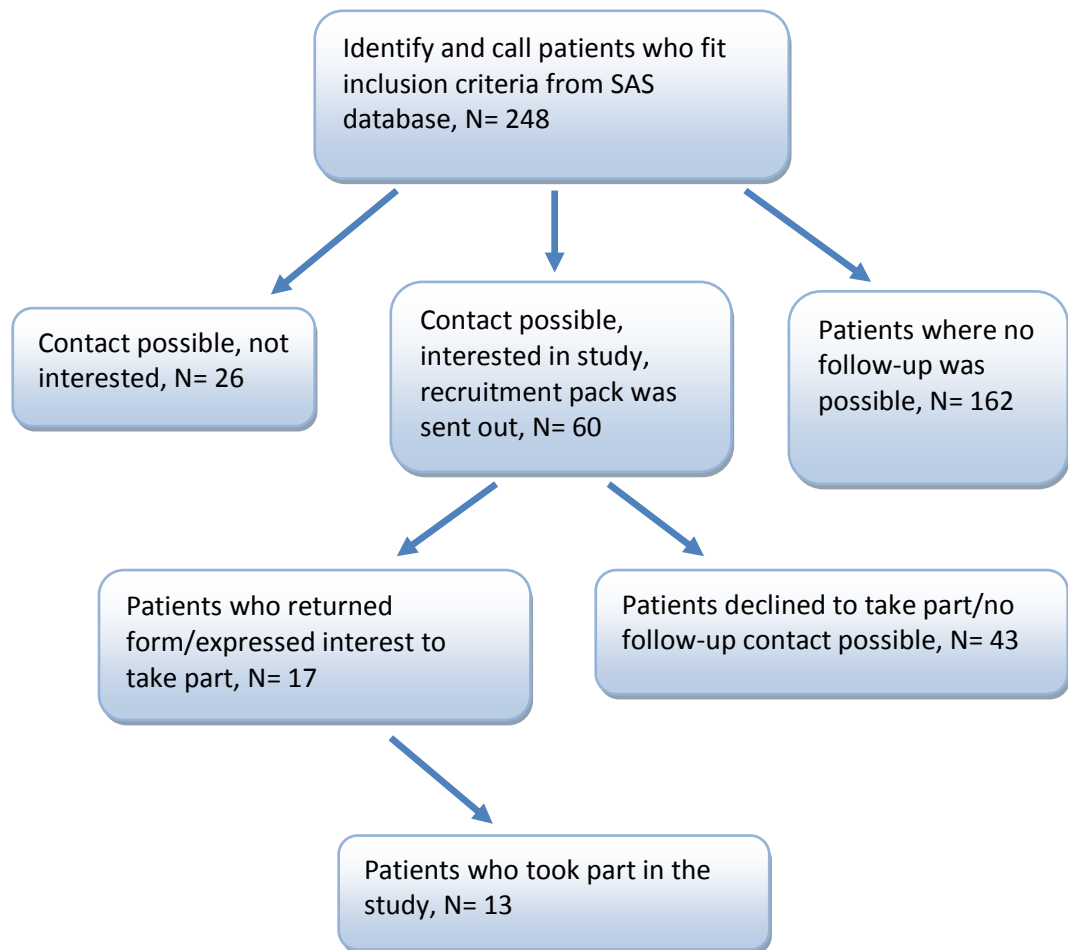 Identify and call patients who fit
inclusion criteria from SAS
database, N= 248
Contact possible, not
interested, N= 26
Contact possible,
interested in study,
recruitment pack was
sent out, N= 60
Patients where no
follow-up was
possible, N= 162
Patients who returned
form/expressed interest to
take part, N= 17
Patients declined to take part/no
follow-up contact possible, N= 43
Patients who took part in the
study, N= 13